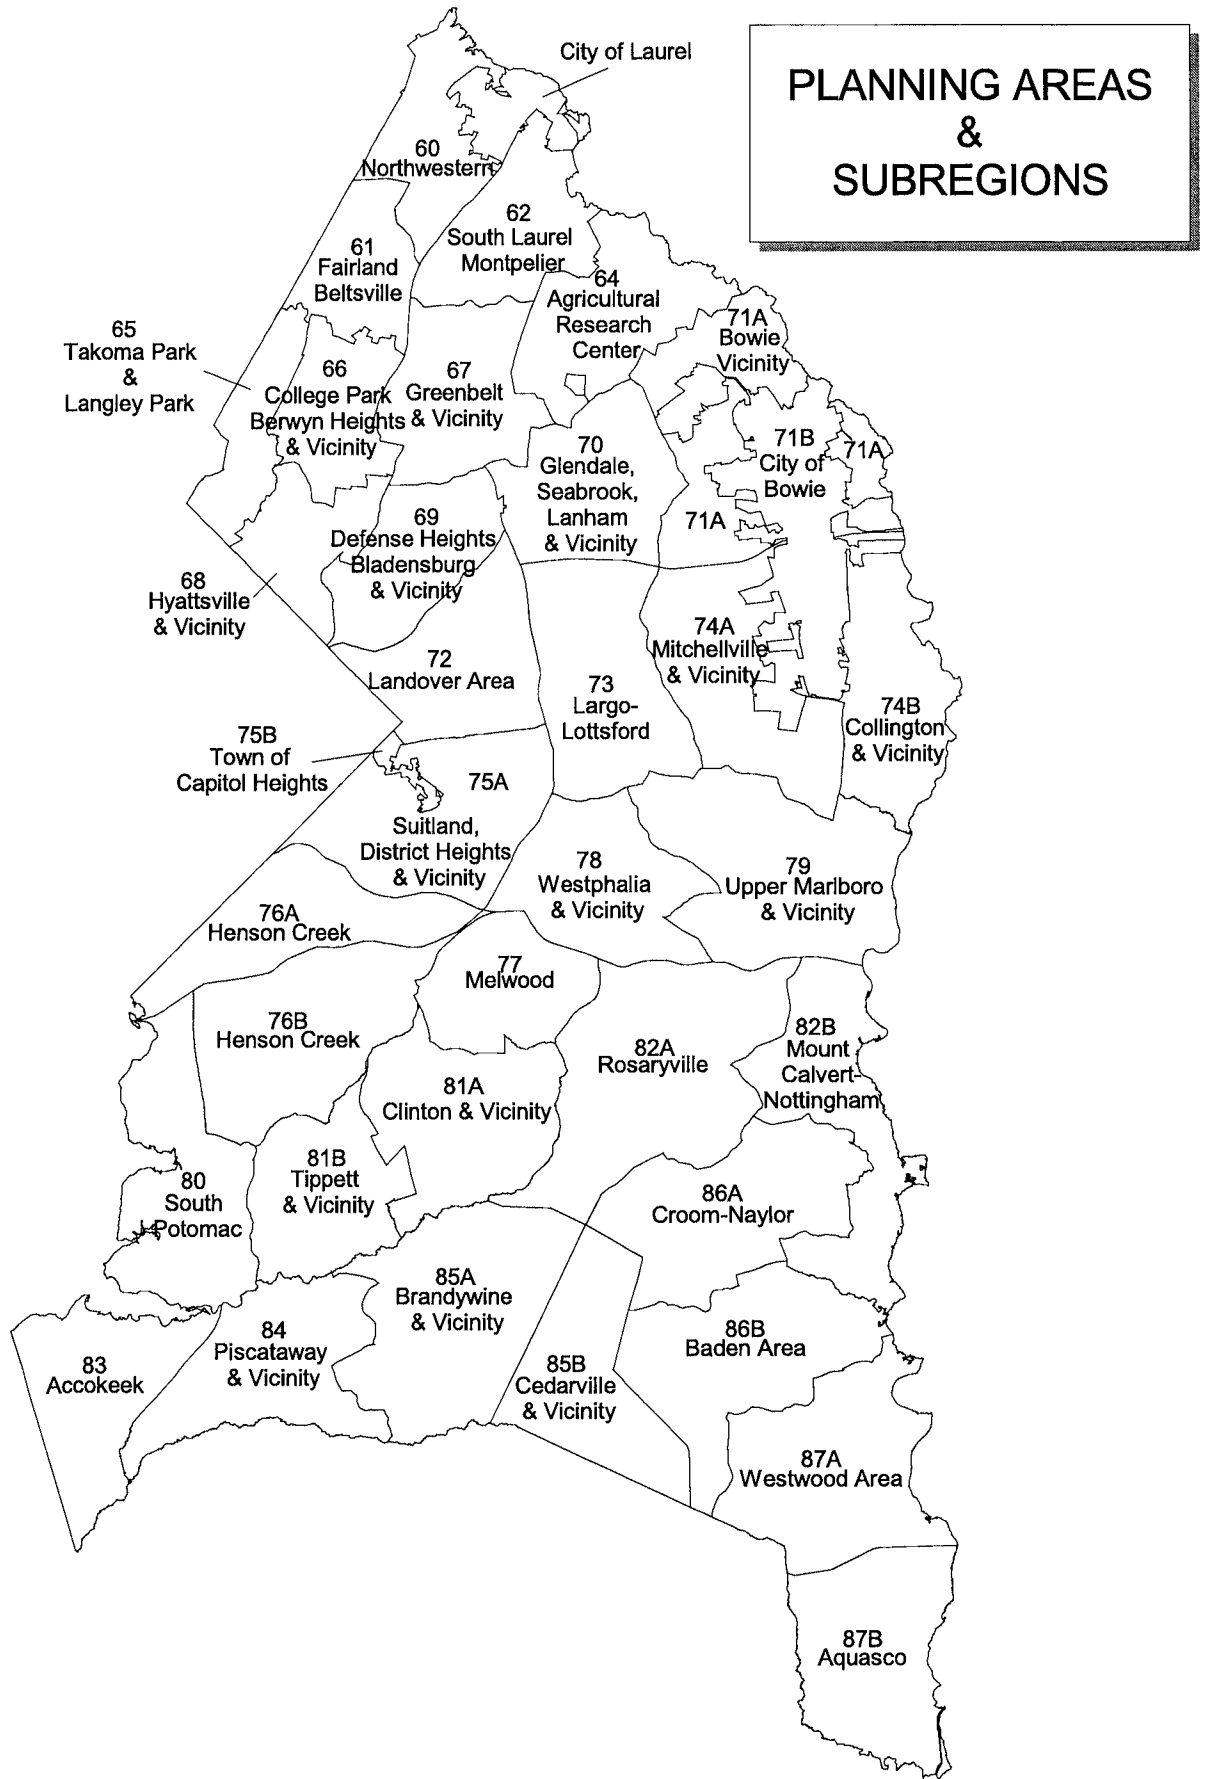 PLANNING AREAS
&
SUBREGIONS
City of Laurel
60
Northwestern
62
South Laurel
Montpelier
61
Fairland
Beltsville
64
Agricultural
Research
Center
71A
Bowie
Vicinity
65
Takoma Park
&
Langley Park
66
College Park
Berwyn Heights
& Vicinity
67
Greenbelt
& Vicinity
70
Glendale,
Seabrook,
Lanham
& Vicinity
71B
City of
Bowie
71A
71A
69
Defense Heights
Bladensburg
& Vicinity
68
Hyattsville
& Vicinity
72
Landover Area
73
Largo-
Lottsford
74A
Mitchellville
& Vicinity
74B
Collington
& Vicinity
75B
Town of
Capitol Heights
75A
Suitland,
District Heights
& Vicinity
78
Westphalia
& Vicinity
79
Upper Marlboro
& Vicinity
76A
Henson Creek
77
Melwood
76B
Henson Creek
82A
Rosaryville
82B
Mount
Calvert-
Nottingham
81A
Clinton & Vicinity
81B
Tippett
& Vicinity
80
South
Potomac
86A
Croom-Naylor
85A
Brandywine
& Vicinity
84
Piscataway
& Vicinity
83
Accokeek
85B
Cedarville
& Vicinity
86B
Baden Area
87A
Westwood Area
87B
Aquasco